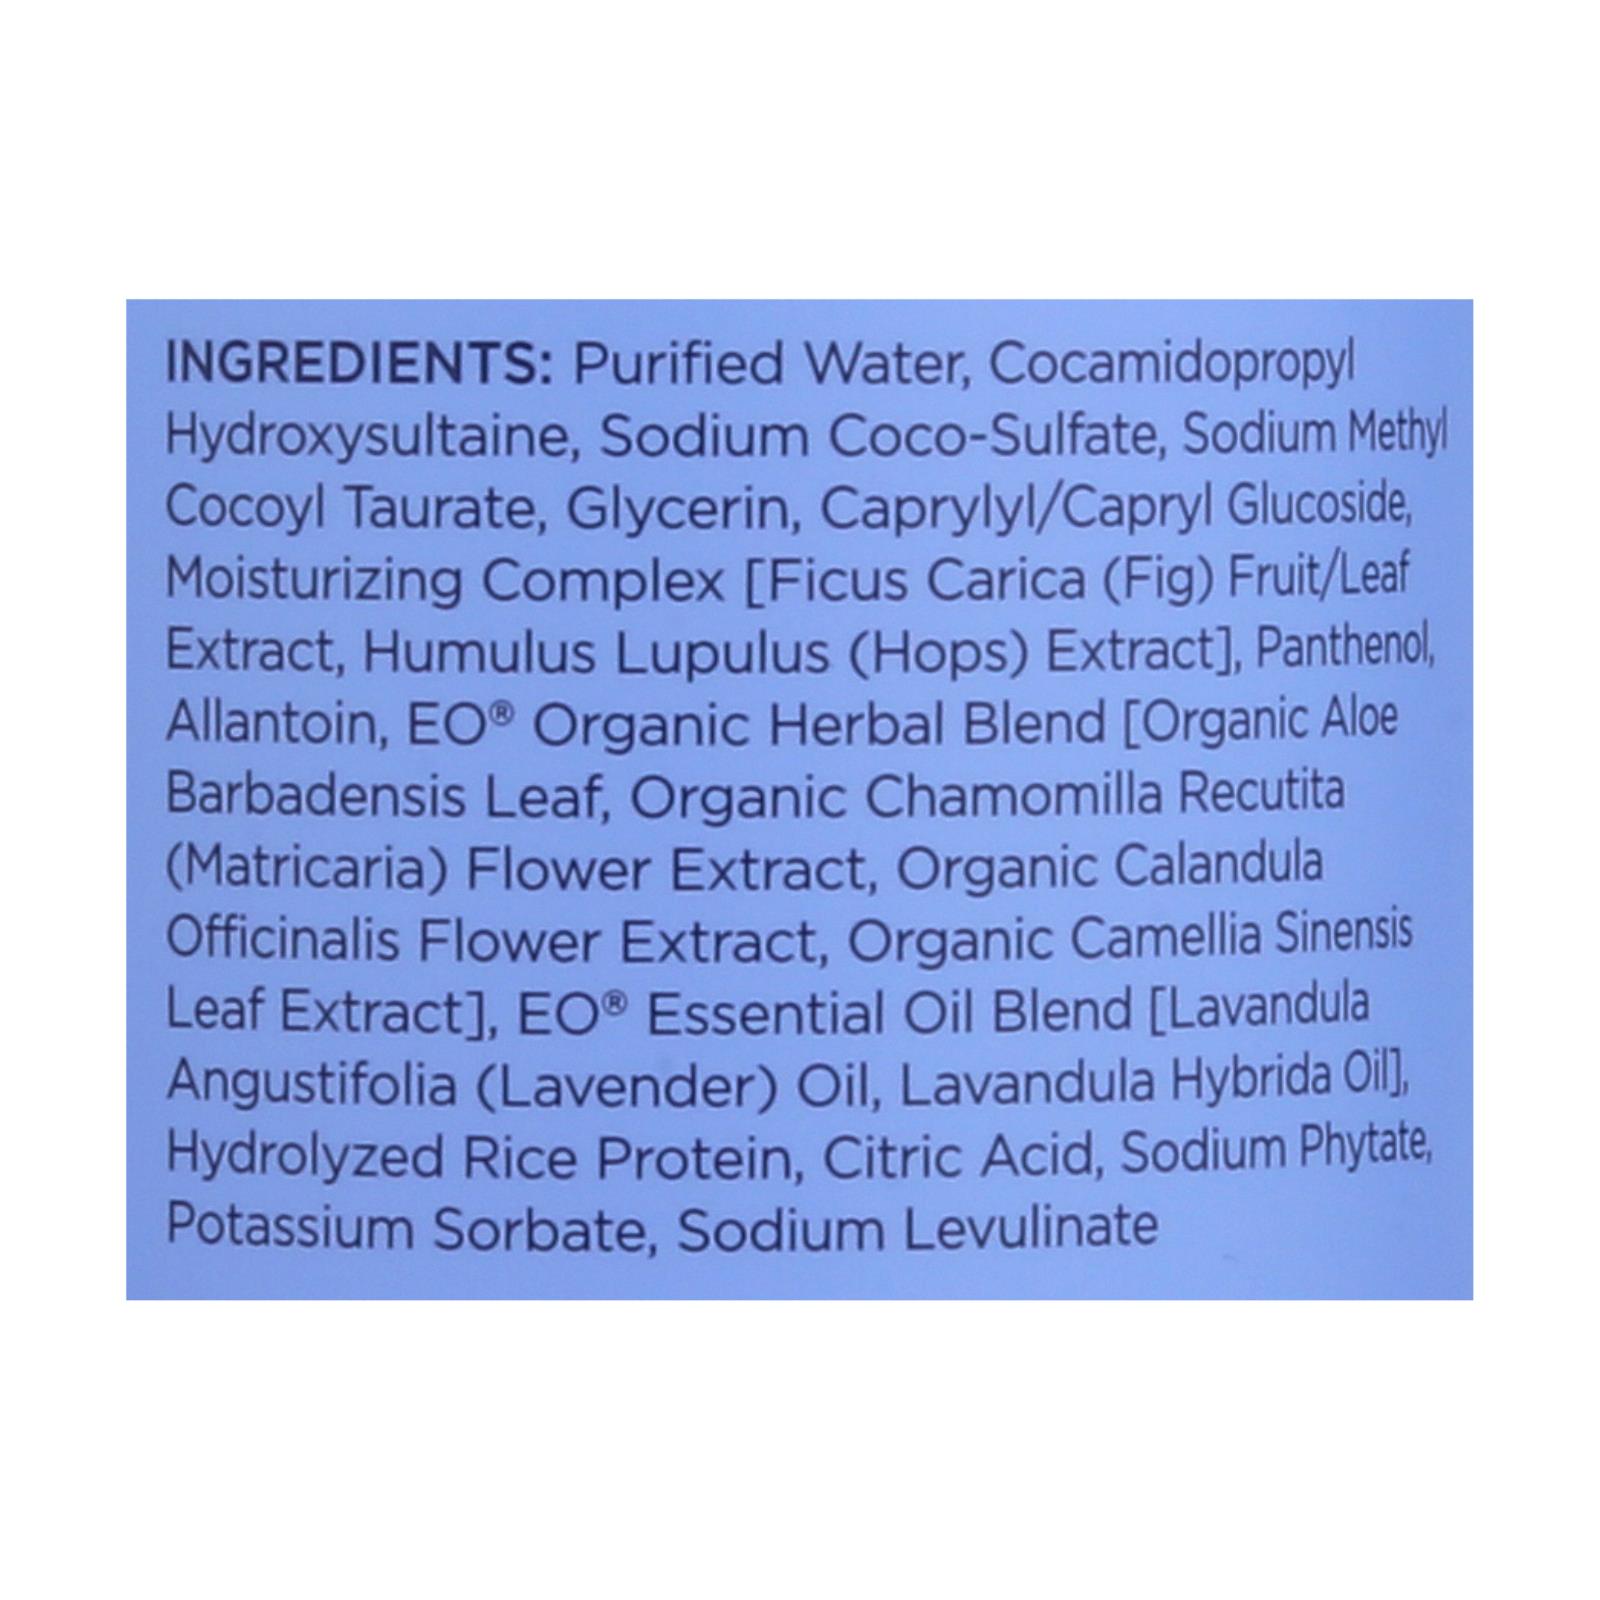 INGREDIENTS: Purified Water, Cocamidopropyl
Hydroxysultaine, Sodium Coco-Sulfate, Sodium Methyl
Cocoyl Taurate, Glycerin, Caprylyl/Capryl Glucoside,
Moisturizing Complex [Ficus Carica (Fig) Fruit/Leaf
Extract, Humulus Lupulus (Hops) Extract], Panthenol,
Allantoin, EO® Organic Herbal Blend [Organic Aloe
Barbadensis Leaf, Organic Chamomilla Recutita
(Matricaria) Flower Extract, Organic Calandula
Officinalis Flower Extract, Organic Camellia Sinensis
Leaf Extract], EO® Essential Oil Blend [Lavandula
Angustifolia (Lavender) Oil, Lavandula Hybrida Oil],
Hydrolyzed Rice Protein, Citric Acid, Sodium Phytate,
Potassium Sorbate, Sodium Levulinate